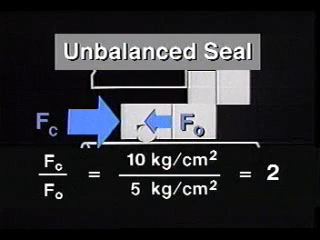 Unbalanced Seal
Fc Fo
Fc/Fo = 10 kg/cm² / 5 kg/cm² = 2